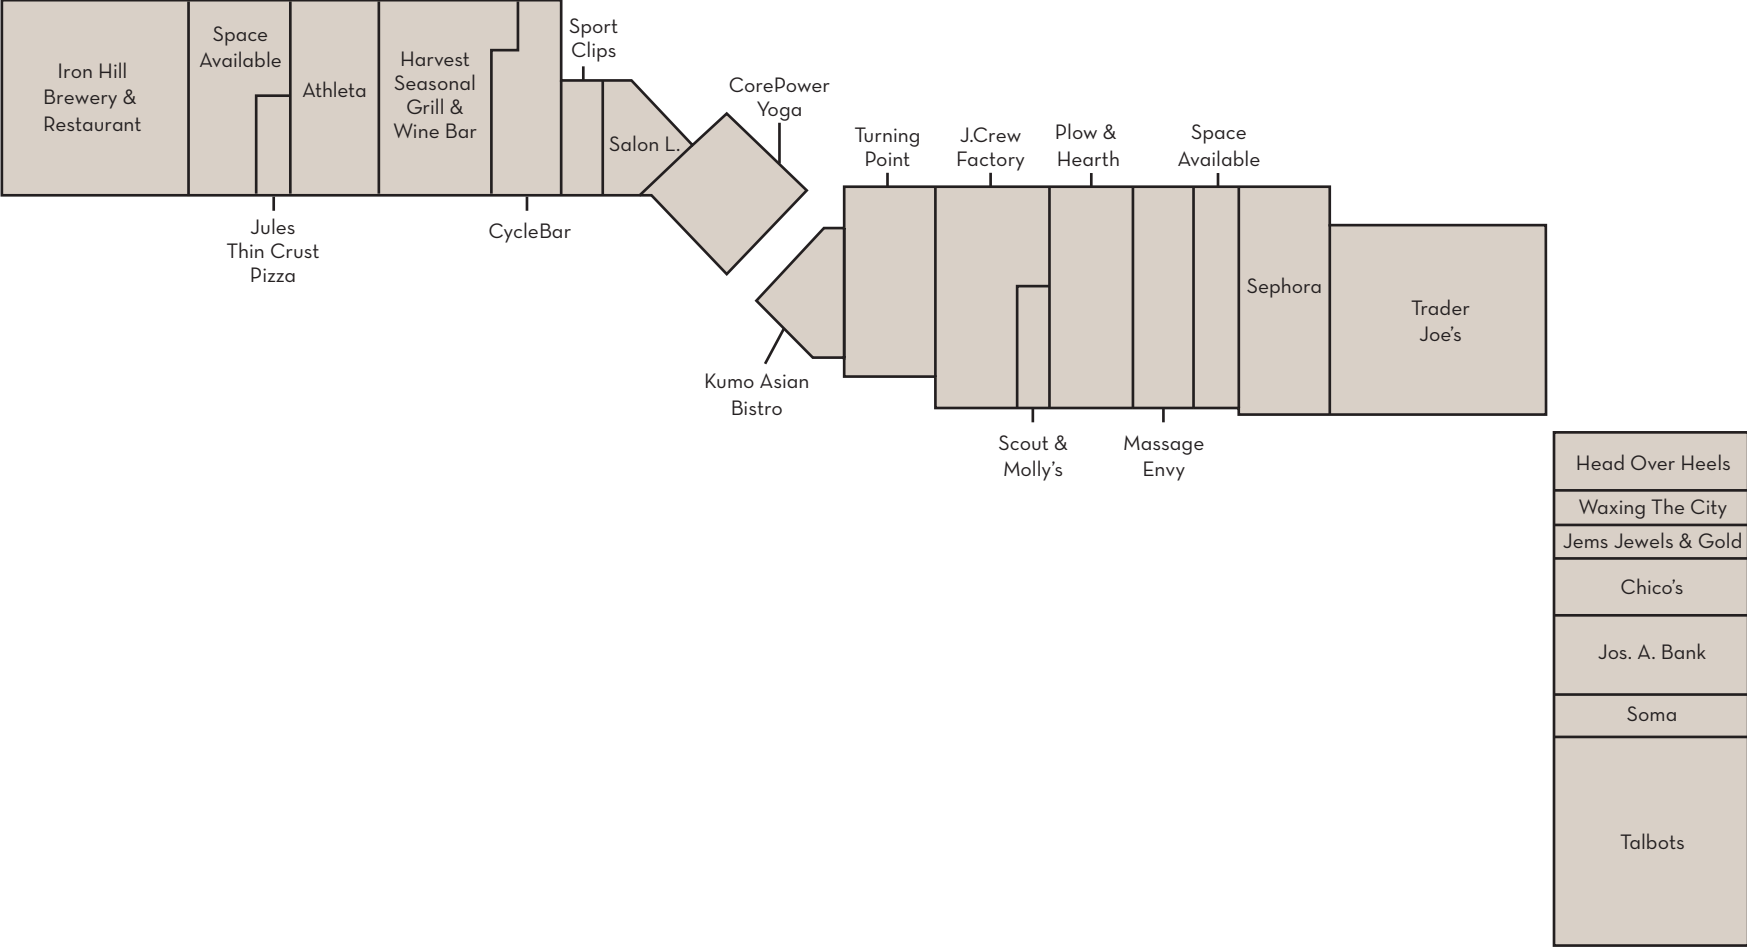 Iron Hill
Brewery &
Restaurant
Space
Available
Jules
Thin Crust
Pizza
Athleta
Harvest
Seasonal
Grill &
Wine Bar
CycleBar
Sport
Clips
Salon L.
CorePower
Yoga
Kumo Asian
Bistro
Turning
Point
J.Crew
Factory
Scout &
Molly's
Plow &
Hearth
Massage
Envy
Space
Available
Sephora
Trader
Joe's
Head Over Heels
Waxing The City
Jems Jewels & Gold
Chico's
Jos. A. Bank
Soma
Talbots